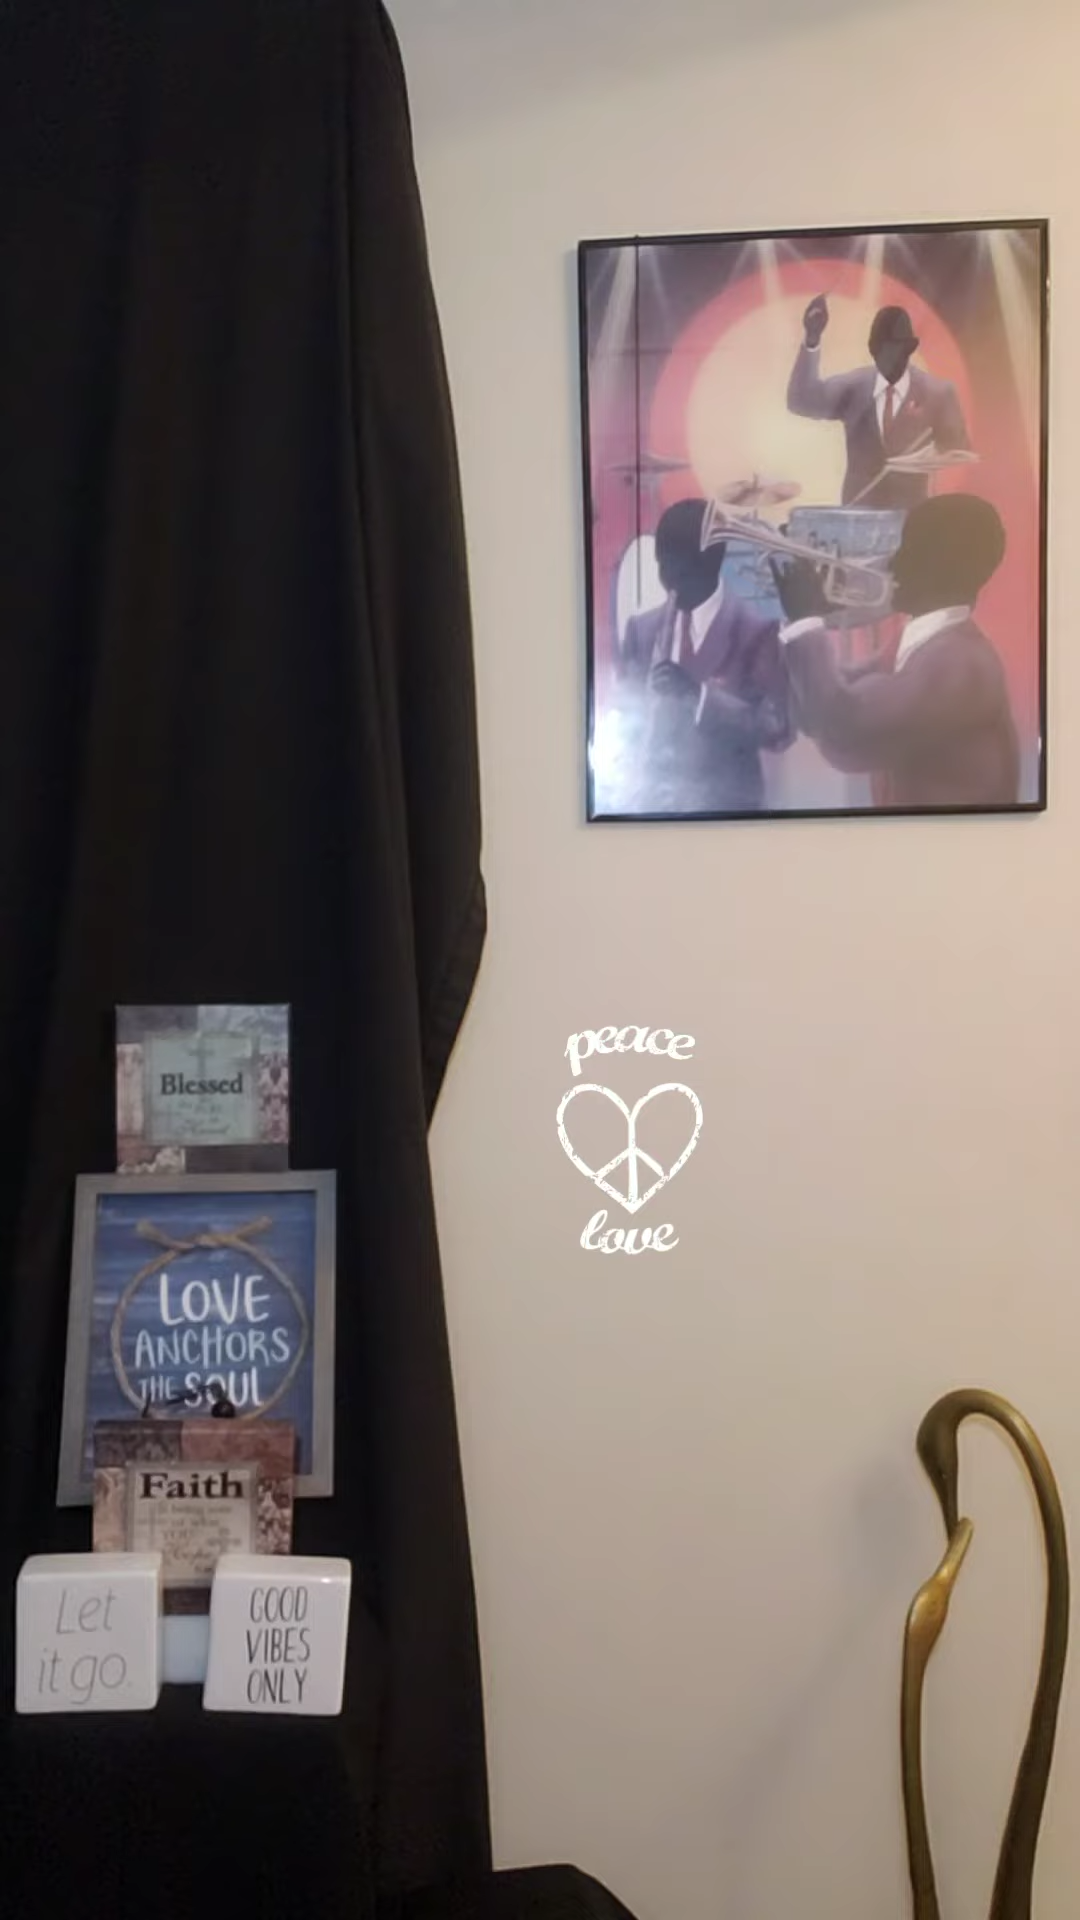 peace
love
Blessed
LOVE
ANCHORS
THE SOUL
Faith
Let
it go.
GOOD
VIBES
ONLY